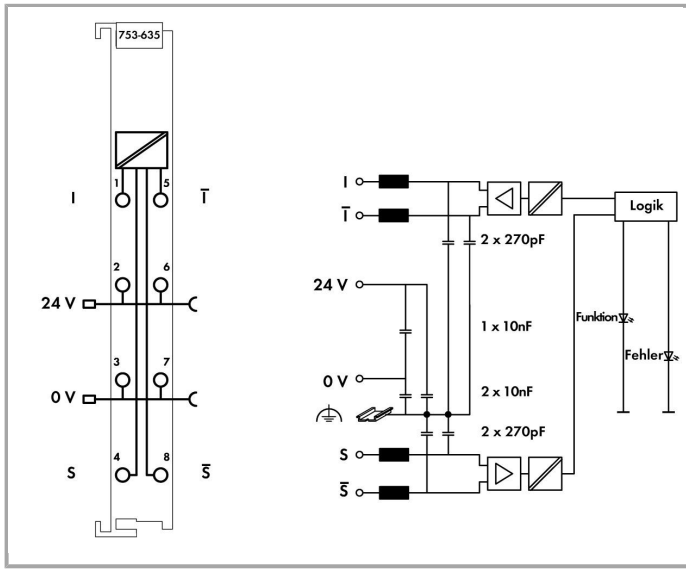 753-635
1 5
I I̅
2 6
24 V
3 7
0 V
4 8
S S̅
I
I̅
Logik
2 x 270pF
24 V
Funktion
1 x 10nF
Fehler
0 V
2 x 10nF
2 x 270pF
S
S̅